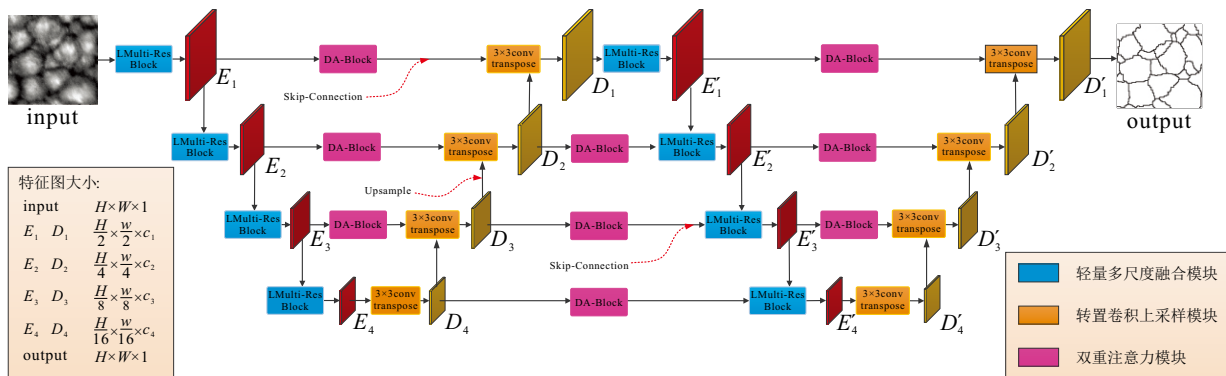 LMulti-Res
Block
E₁
DA-Block
3×3conv
transpose
D₁
LMulti-Res
Block
E′₁
DA-Block
3×3conv
transpose
D′₁
input
Skip-Connection
output
LMulti-Res
Block
E₂
DA-Block
3×3conv
transpose
D₂
DA-Block
LMulti-Res
Block
E′₂
DA-Block
3×3conv
transpose
D′₂
Upsample
LMulti-Res
Block
E₃
DA-Block
3×3conv
transpose
D₃
DA-Block
LMulti-Res
Block
E′₃
DA-Block
3×3conv
transpose
D′₃
Skip-Connection
LMulti-Res
Block
E₄
3×3conv
transpose
D₄
DA-Block
LMulti-Res
Block
E′₄
3×3conv
transpose
D′₄
特征图大小:
input H×W×1
E₁ D₁ H/2×w/2×c₁
E₂ D₂ H/4×w/4×c₂
E₃ D₃ H/8×w/8×c₃
E₄ D₄ H/16×w/16×c₄
output H×W×1
轻量多尺度融合模块
转置卷积上采样模块
双重注意力模块